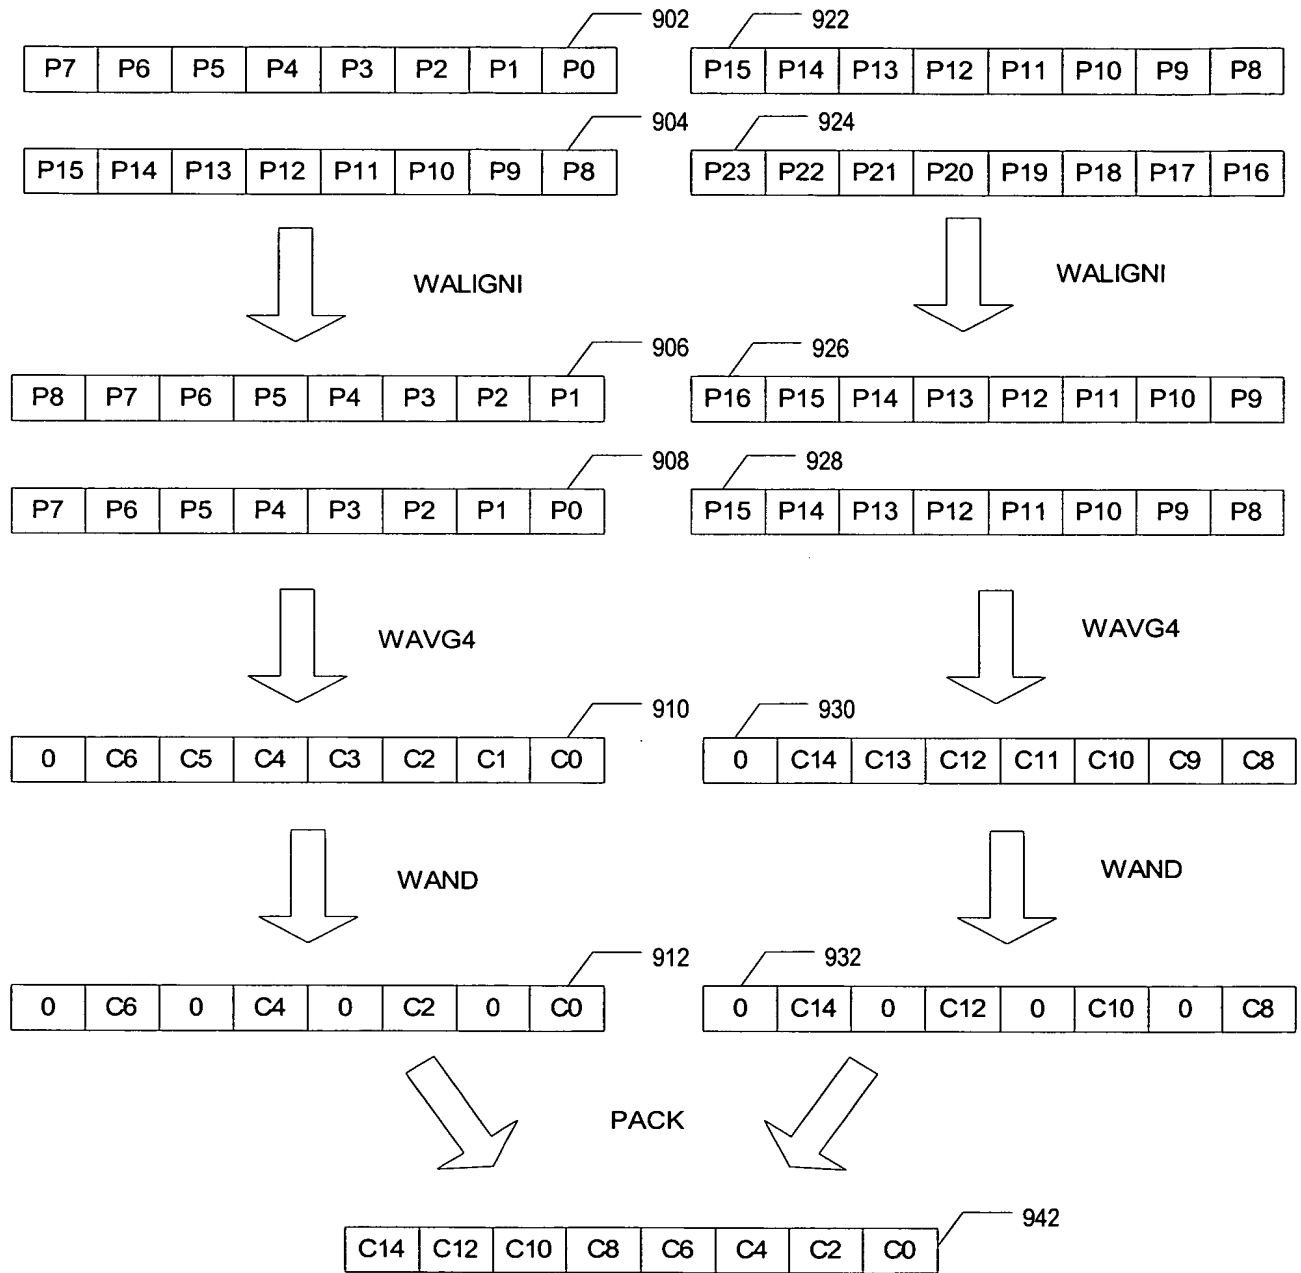 902 922
P7 P6 P5 P4 P3 P2 P1 P0 P15 P14 P13 P12 P11 P10 P9 P8
904 924
P15 P14 P13 P12 P11 P10 P9 P8 P23 P22 P21 P20 P19 P18 P17 P16
WALIGNI WALIGNI
906 926
P8 P7 P6 P5 P4 P3 P2 P1 P16 P15 P14 P13 P12 P11 P10 P9
908 928
P7 P6 P5 P4 P3 P2 P1 P0 P15 P14 P13 P12 P11 P10 P9 P8
WAVG4 WAVG4
910 930
0 C6 C5 C4 C3 C2 C1 C0 0 C14 C13 C12 C11 C10 C9 C8
WAND WAND
912 932
0 C6 0 C4 0 C2 0 C0 0 C14 0 C12 0 C10 0 C8
PACK
942
C14 C12 C10 C8 C6 C4 C2 C0